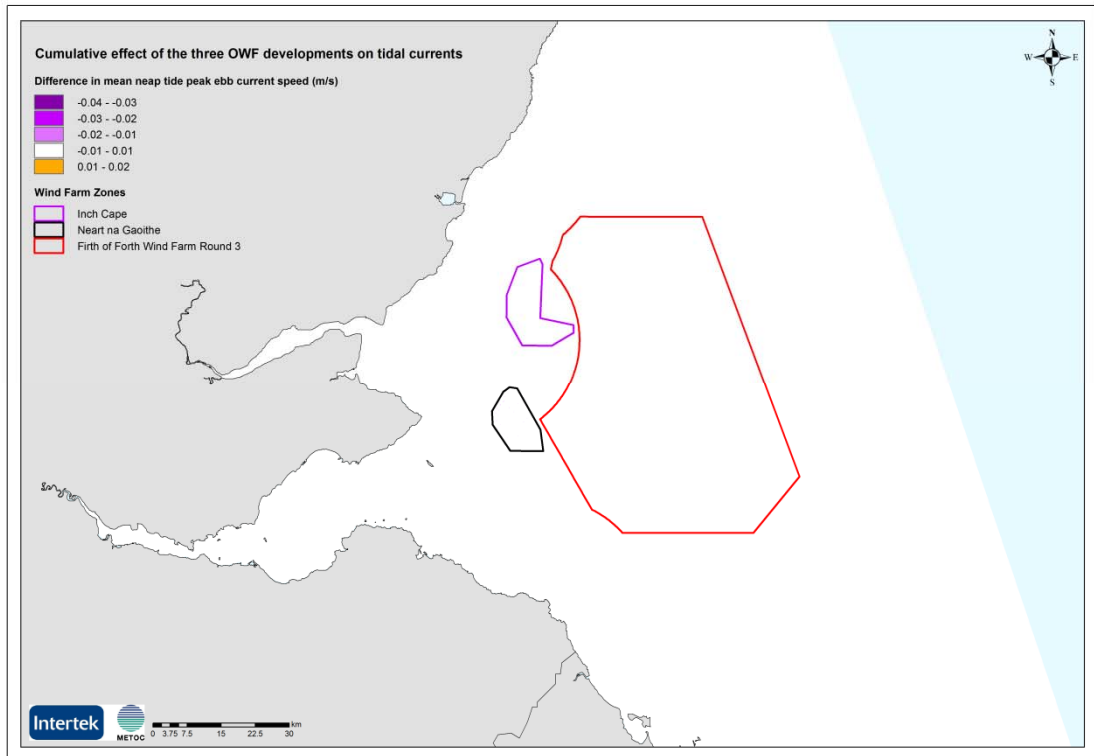 Cumulative effect of the three OWF developments on tidal currents
Difference in mean neap tide peak ebb current speed (m/s)
-0.04 - -0.03
-0.03 - -0.02
-0.02 - -0.01
-0.01 - 0.01
0.01 - 0.02
Wind Farm Zones
Inch Cape
Neart na Gaoithe
Firth of Forth Wind Farm Round 3
N
W E
S
Intertek
METOC
km
0 3.75 7.5 15 22.5 30